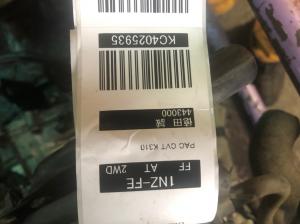 1NZ-FE
FF AT 2WD
PAC CVT K310
443000
KC4025935